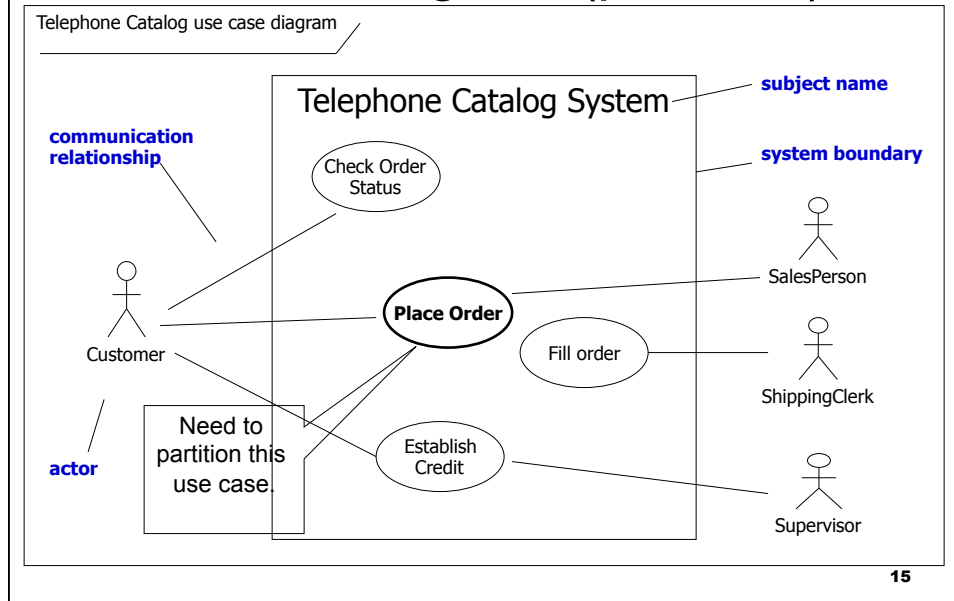 Telephone Catalog use case diagram
Telephone Catalog System
subject name
communication
relationship
system boundary
Check Order
Status
SalesPerson
Place Order
Customer
Fill order
ShippingClerk
Need to
partition this
use case.
Establish
Credit
actor
Supervisor
15